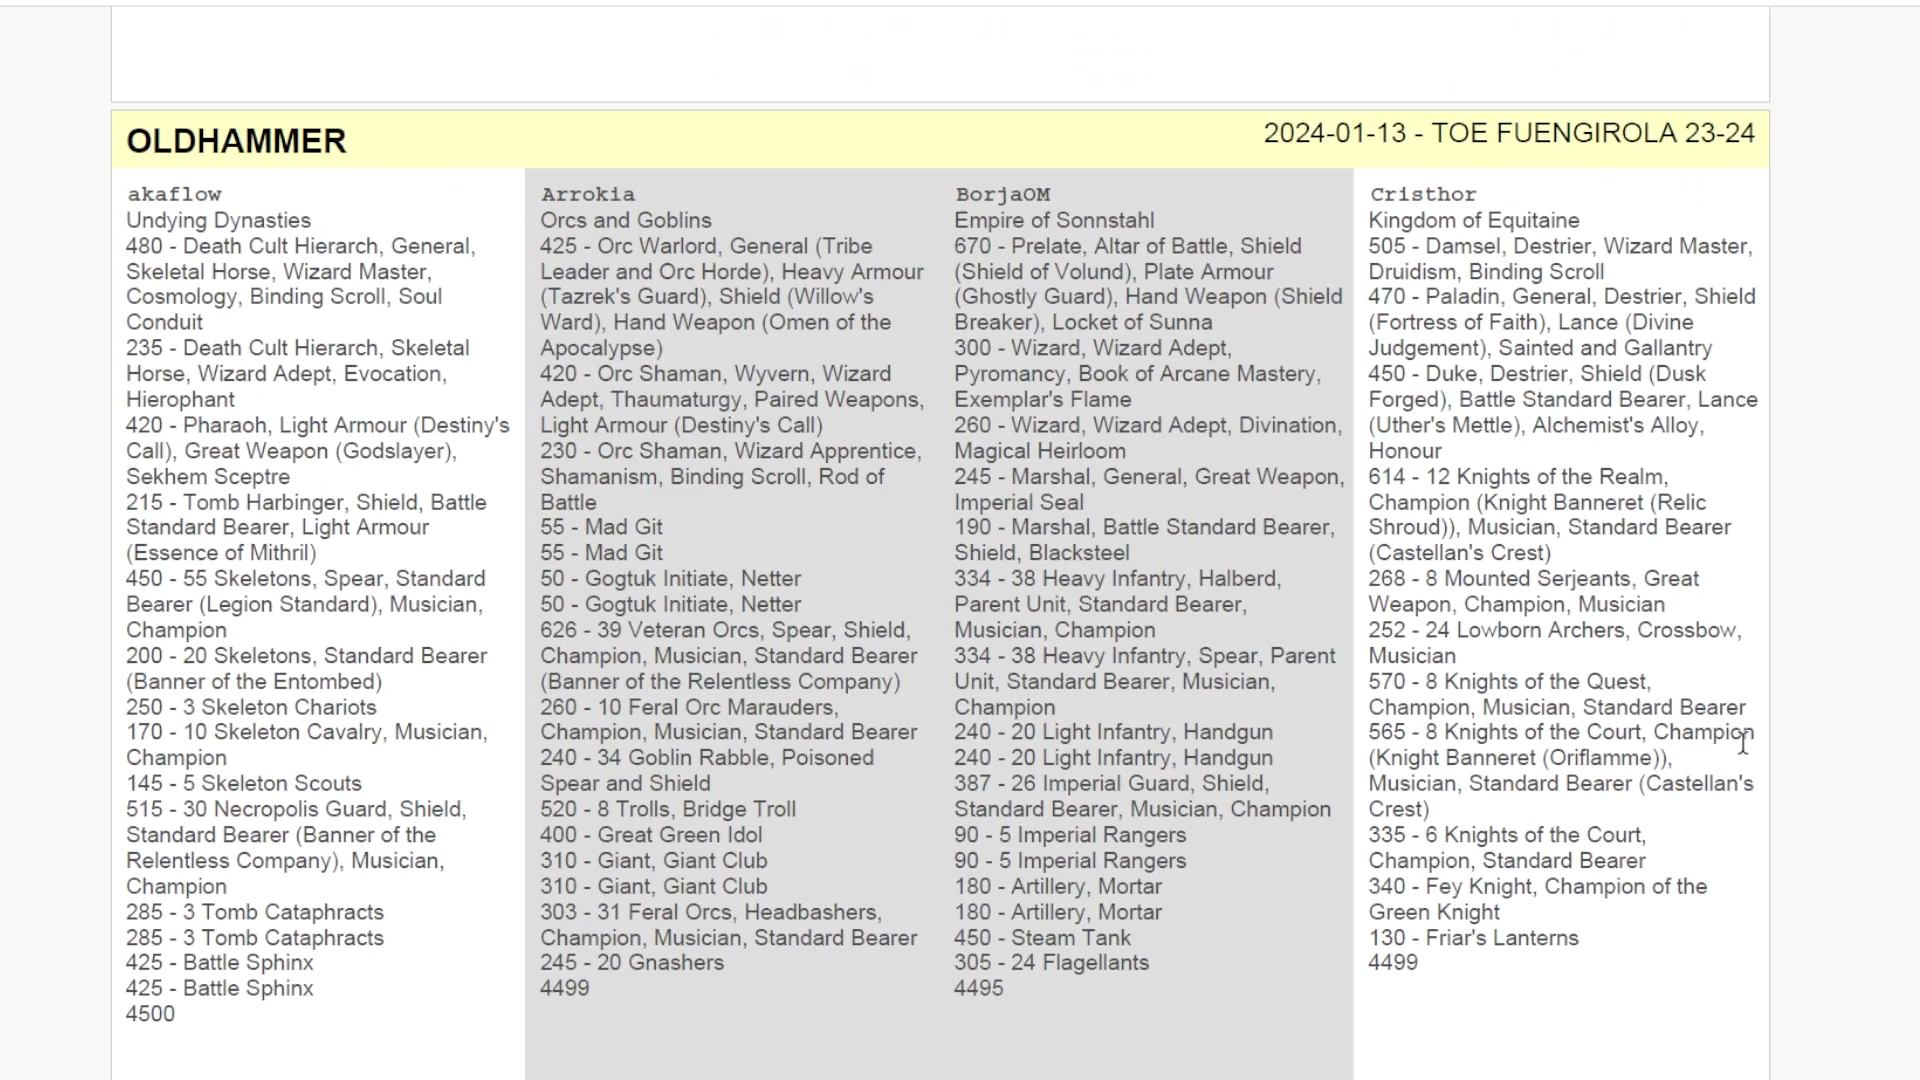 OLDHAMMER
2024-01-13 - TOE FUENGIROLA 23-24
akaflow
Undying Dynasties
480 - Death Cult Hierarch, General,
Skeletal Horse, Wizard Master,
Cosmology, Binding Scroll, Soul
Conduit
235 - Death Cult Hierarch, Skeletal
Horse, Wizard Adept, Evocation,
Hierophant
420 - Pharaoh, Light Armour (Destiny's
Call), Great Weapon (Godslayer),
Sekhem Sceptre
215 - Tomb Harbinger, Shield, Battle
Standard Bearer, Light Armour
(Essence of Mithril)
450 - 55 Skeletons, Spear, Standard
Bearer (Legion Standard), Musician,
Champion
200 - 20 Skeletons, Standard Bearer
(Banner of the Entombed)
250 - 3 Skeleton Chariots
170 - 10 Skeleton Cavalry, Musician,
Champion
145 - 5 Skeleton Scouts
515 - 30 Necropolis Guard, Shield,
Standard Bearer (Banner of the
Relentless Company), Musician,
Champion
285 - 3 Tomb Cataphracts
285 - 3 Tomb Cataphracts
425 - Battle Sphinx
425 - Battle Sphinx
4500
Arrokia
Orcs and Goblins
425 - Orc Warlord, General (Tribe
Leader and Orc Horde), Heavy Armour
(Tazrek's Guard), Shield (Willow's
Ward), Hand Weapon (Omen of the
Apocalypse)
420 - Orc Shaman, Wyvern, Wizard
Adept, Thaumaturgy, Paired Weapons,
Light Armour (Destiny's Call)
230 - Orc Shaman, Wizard Apprentice,
Shamanism, Binding Scroll, Rod of
Battle
55 - Mad Git
55 - Mad Git
50 - Gogtuk Initiate, Netter
50 - Gogtuk Initiate, Netter
626 - 39 Veteran Orcs, Spear, Shield,
Champion, Musician, Standard Bearer
(Banner of the Relentless Company)
260 - 10 Feral Orc Marauders,
Champion, Musician, Standard Bearer
240 - 34 Goblin Rabble, Poisoned
Spear and Shield
520 - 8 Trolls, Bridge Troll
400 - Great Green Idol
310 - Giant, Giant Club
310 - Giant, Giant Club
303 - 31 Feral Orcs, Headbashers,
Champion, Musician, Standard Bearer
245 - 20 Gnashers
4499
BorjaOM
Empire of Sonnstahl
670 - Prelate, Altar of Battle, Shield
(Shield of Volund), Plate Armour
(Ghostly Guard), Hand Weapon (Shield
Breaker), Locket of Sunna
300 - Wizard, Wizard Adept,
Pyromancy, Book of Arcane Mastery,
Exemplar's Flame
260 - Wizard, Wizard Adept, Divination,
Magical Heirloom
245 - Marshal, General, Great Weapon,
Imperial Seal
190 - Marshal, Battle Standard Bearer,
Shield, Blacksteel
334 - 38 Heavy Infantry, Halberd,
Parent Unit, Standard Bearer,
Musician, Champion
334 - 38 Heavy Infantry, Spear, Parent
Unit, Standard Bearer, Musician,
Champion
240 - 20 Light Infantry, Handgun
240 - 20 Light Infantry, Handgun
387 - 26 Imperial Guard, Shield,
Standard Bearer, Musician, Champion
90 - 5 Imperial Rangers
90 - 5 Imperial Rangers
180 - Artillery, Mortar
180 - Artillery, Mortar
450 - Steam Tank
305 - 24 Flagellants
4495
Cristhor
Kingdom of Equitaine
505 - Damsel, Destrier, Wizard Master,
Druidism, Binding Scroll
470 - Paladin, General, Destrier, Shield
(Fortress of Faith), Lance (Divine
Judgement), Sainted and Gallantry
450 - Duke, Destrier, Shield (Dusk
Forged), Battle Standard Bearer, Lance
(Uther's Mettle), Alchemist's Alloy,
Honour
614 - 12 Knights of the Realm,
Champion (Knight Banneret (Relic
Shroud)), Musician, Standard Bearer
(Castellan's Crest)
268 - 8 Mounted Serjeants, Great
Weapon, Champion, Musician
252 - 24 Lowborn Archers, Crossbow,
Musician
570 - 8 Knights of the Quest,
Champion, Musician, Standard Bearer
565 - 8 Knights of the Court, Champion
(Knight Banneret (Oriflamme)),
Musician, Standard Bearer (Castellan's
Crest)
335 - 6 Knights of the Court,
Champion, Standard Bearer
340 - Fey Knight, Champion of the
Green Knight
130 - Friar's Lanterns
4499